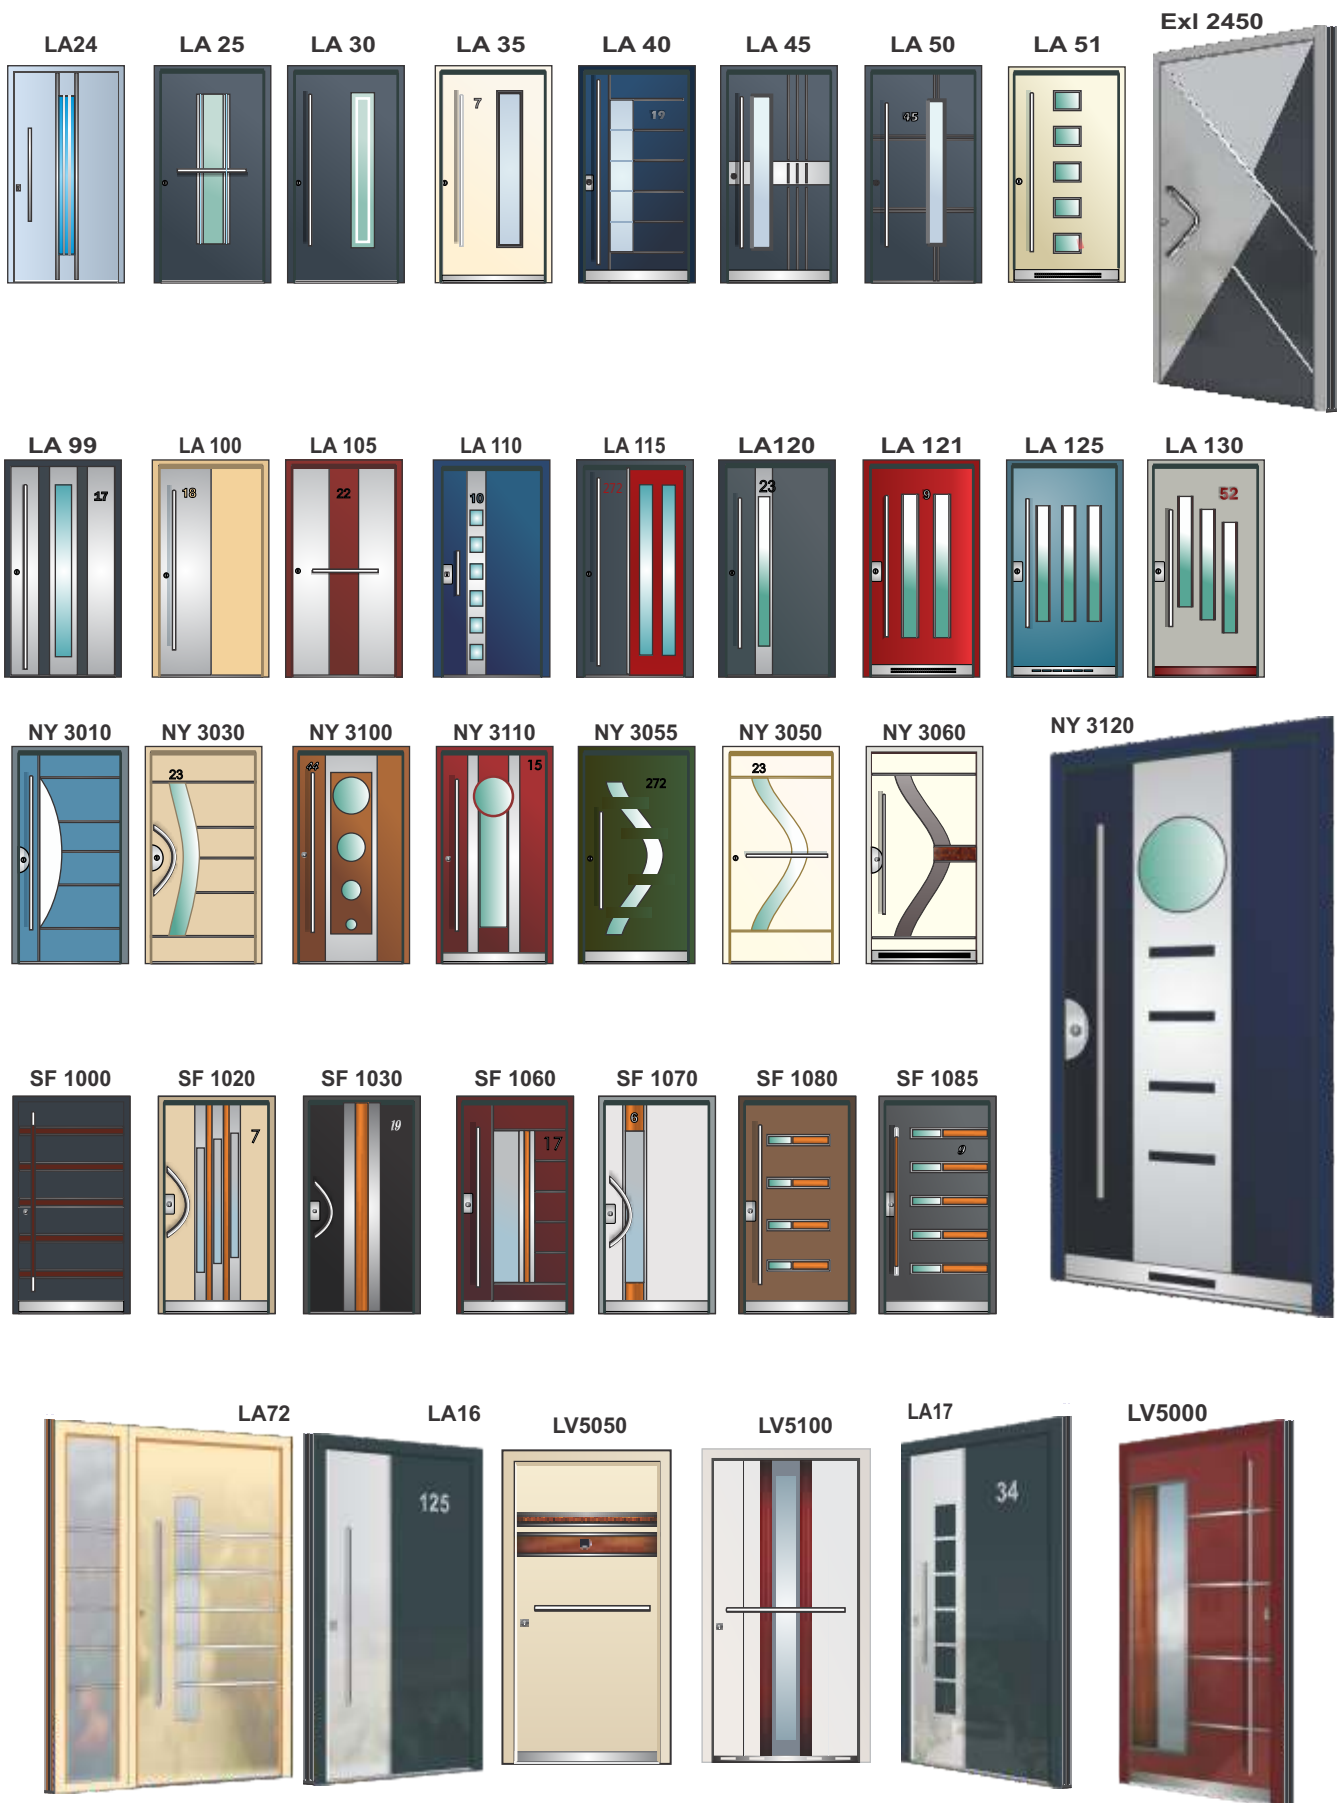 LA24 LA 25 LA 30 LA 35 LA 40 LA 45 LA 50 LA 51 Exl 2450
7 19 45
LA 99 LA 100 LA 105 LA 110 LA 115 LA120 LA 121 LA 125 LA 130
17 18 22 10 272 23 9 52
NY 3010 NY 3030 NY 3100 NY 3110 NY 3055 NY 3050 NY 3060 NY 3120
23 44 15 272 23
SF 1000 SF 1020 SF 1030 SF 1060 SF 1070 SF 1080 SF 1085
7 19 17 6 9
LA72 LA16 LV5050 LV5100 LA17 LV5000
125 34